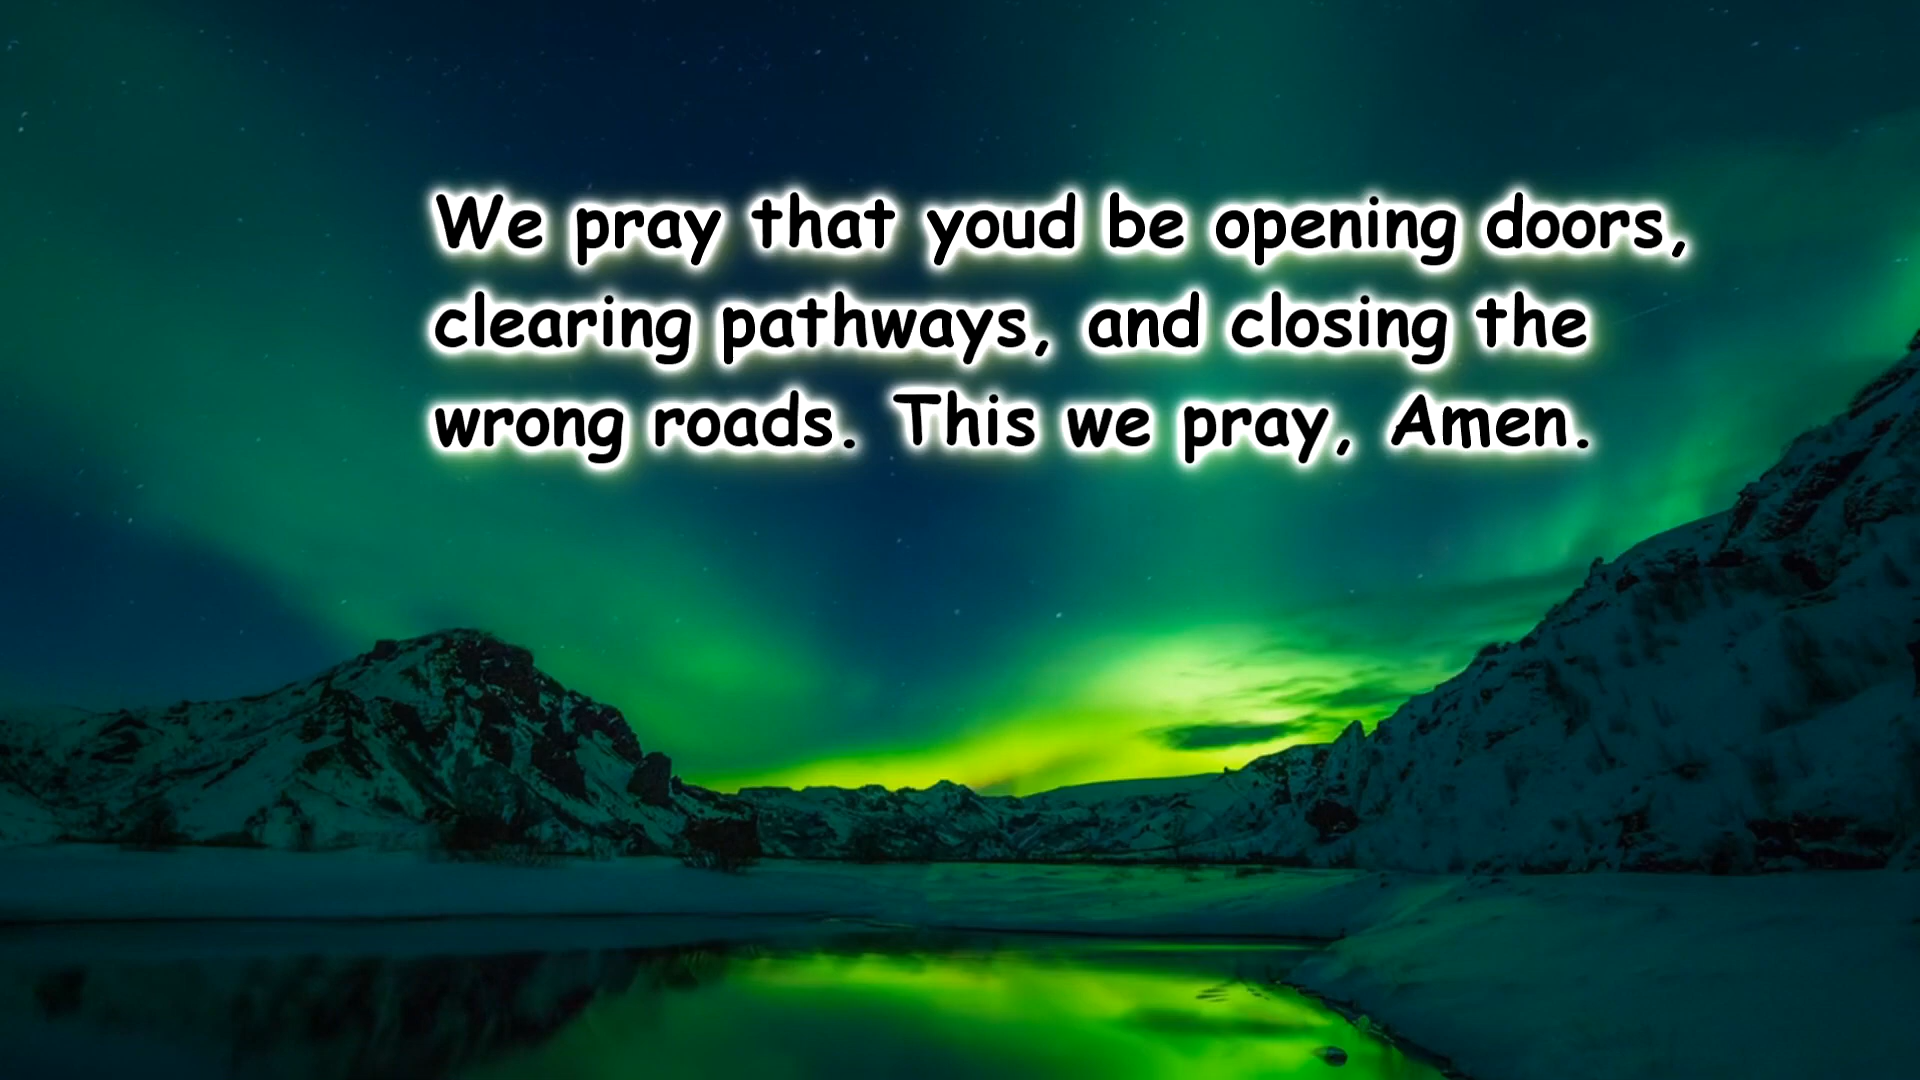 We pray that youd be opening doors,
clearing pathways, and closing the
wrong roads. This we pray, Amen.